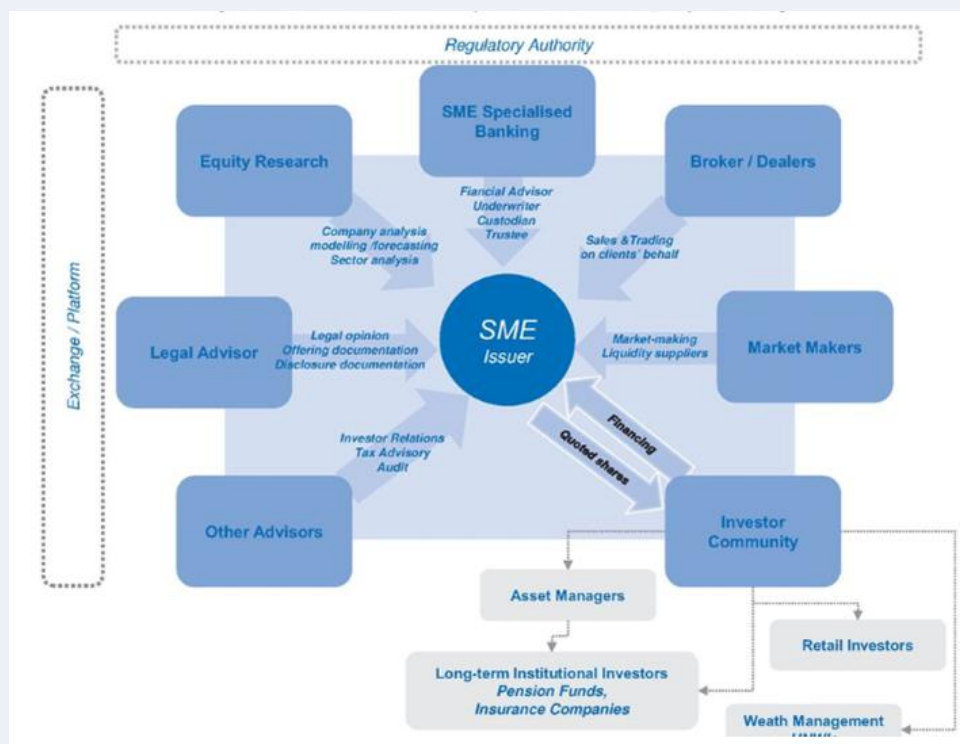 Regulatory Authority
Exchange / Platform
SME Specialised
Banking
Equity Research
Broker / Dealers
Fiancial Advisor
Underwriter
Custodian
Trustee
Company analysis
modelling /forecasting
Sector analysis
Sales &Trading
on clients' behalf
SME
Issuer
Legal Advisor
Legal opinion
Offering documentation
Disclosure documentation
Market-making
Liquidity suppliers
Market Makers
Investor Relations
Tax Advisory
Audit
Financing
Quoted shares
Other Advisors
Investor
Community
Asset Managers
Retail Investors
Long-term Institutional Investors
Pension Funds,
Insurance Companies
Weath Management